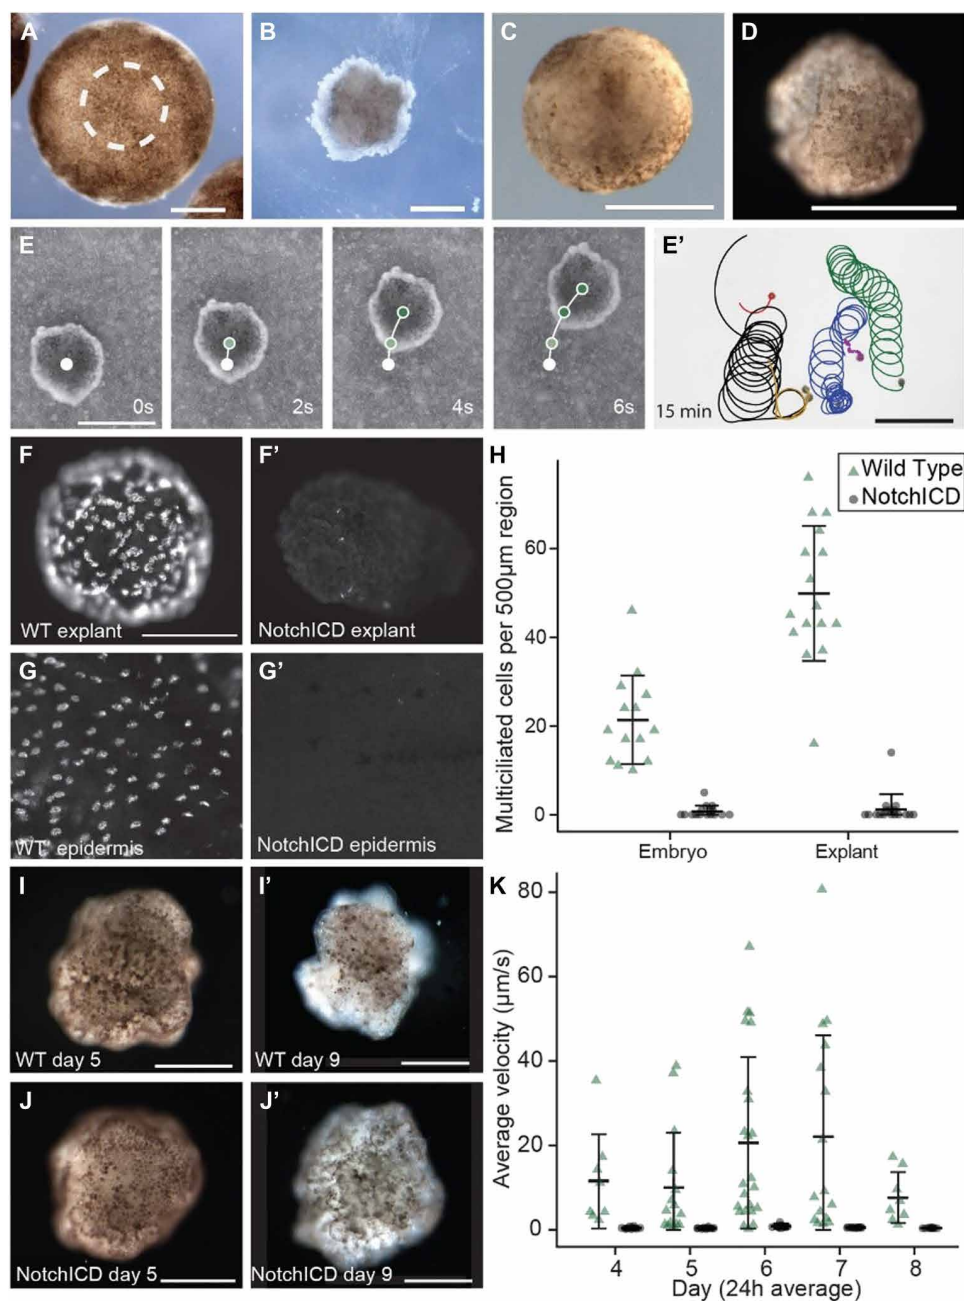 A
B
C
D
E
0s
2s
4s
6s
E'
15 min
F
WT explant
F'
NotchICD explant
G
WT epidermis
G'
NotchICD epidermis
H
Wild Type
NotchICD
Multiciliated cells per 500µm region
60
40
20
0
Embryo
Explant
I
WT day 5
I'
WT day 9
J
NotchICD day 5
J'
NotchICD day 9
K
Average velocity (µm/s)
80
60
40
20
0
4 5 6 7 8
Day (24h average)